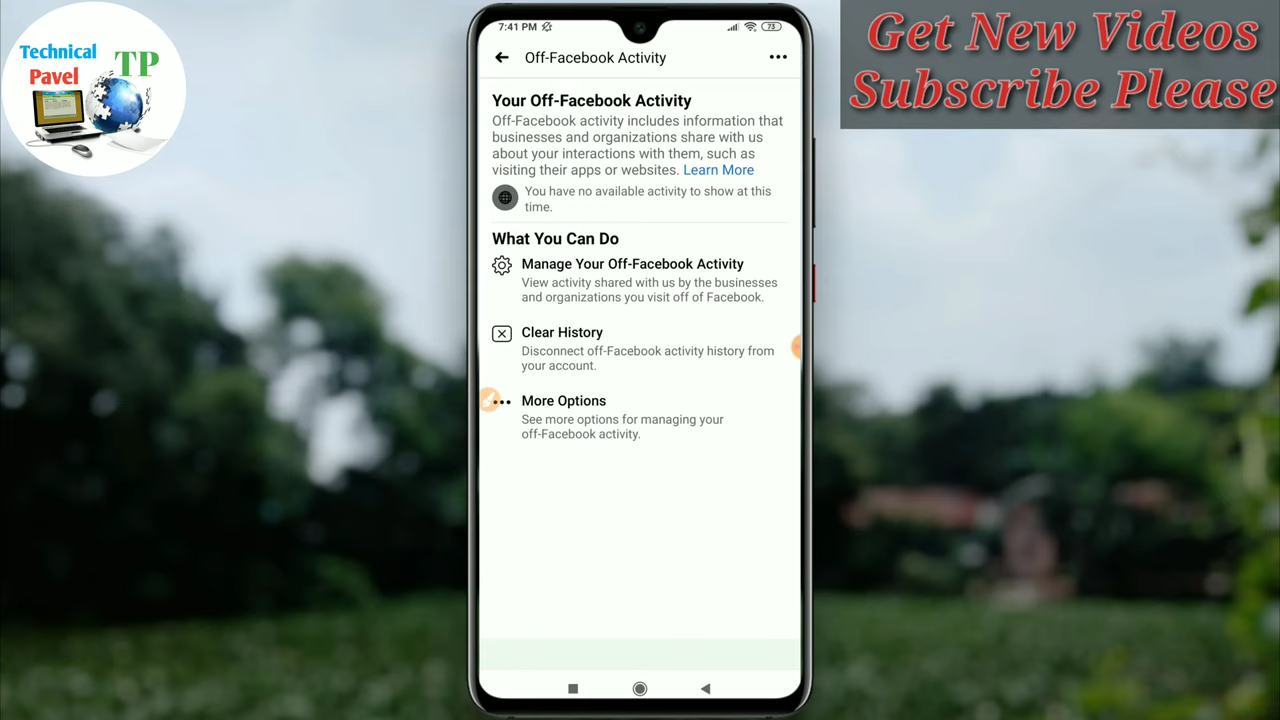 Technical
Pavel
TP
Get New Videos
Subscribe Please
7:41 PM
73
Off-Facebook Activity
Your Off-Facebook Activity
Off-Facebook activity includes information that
businesses and organizations share with us
about your interactions with them, such as
visiting their apps or websites. Learn More
You have no available activity to show at this
time.
What You Can Do
Manage Your Off-Facebook Activity
View activity shared with us by the businesses
and organizations you visit off of Facebook.
Clear History
Disconnect off-Facebook activity history from
your account.
More Options
See more options for managing your
off-Facebook activity.